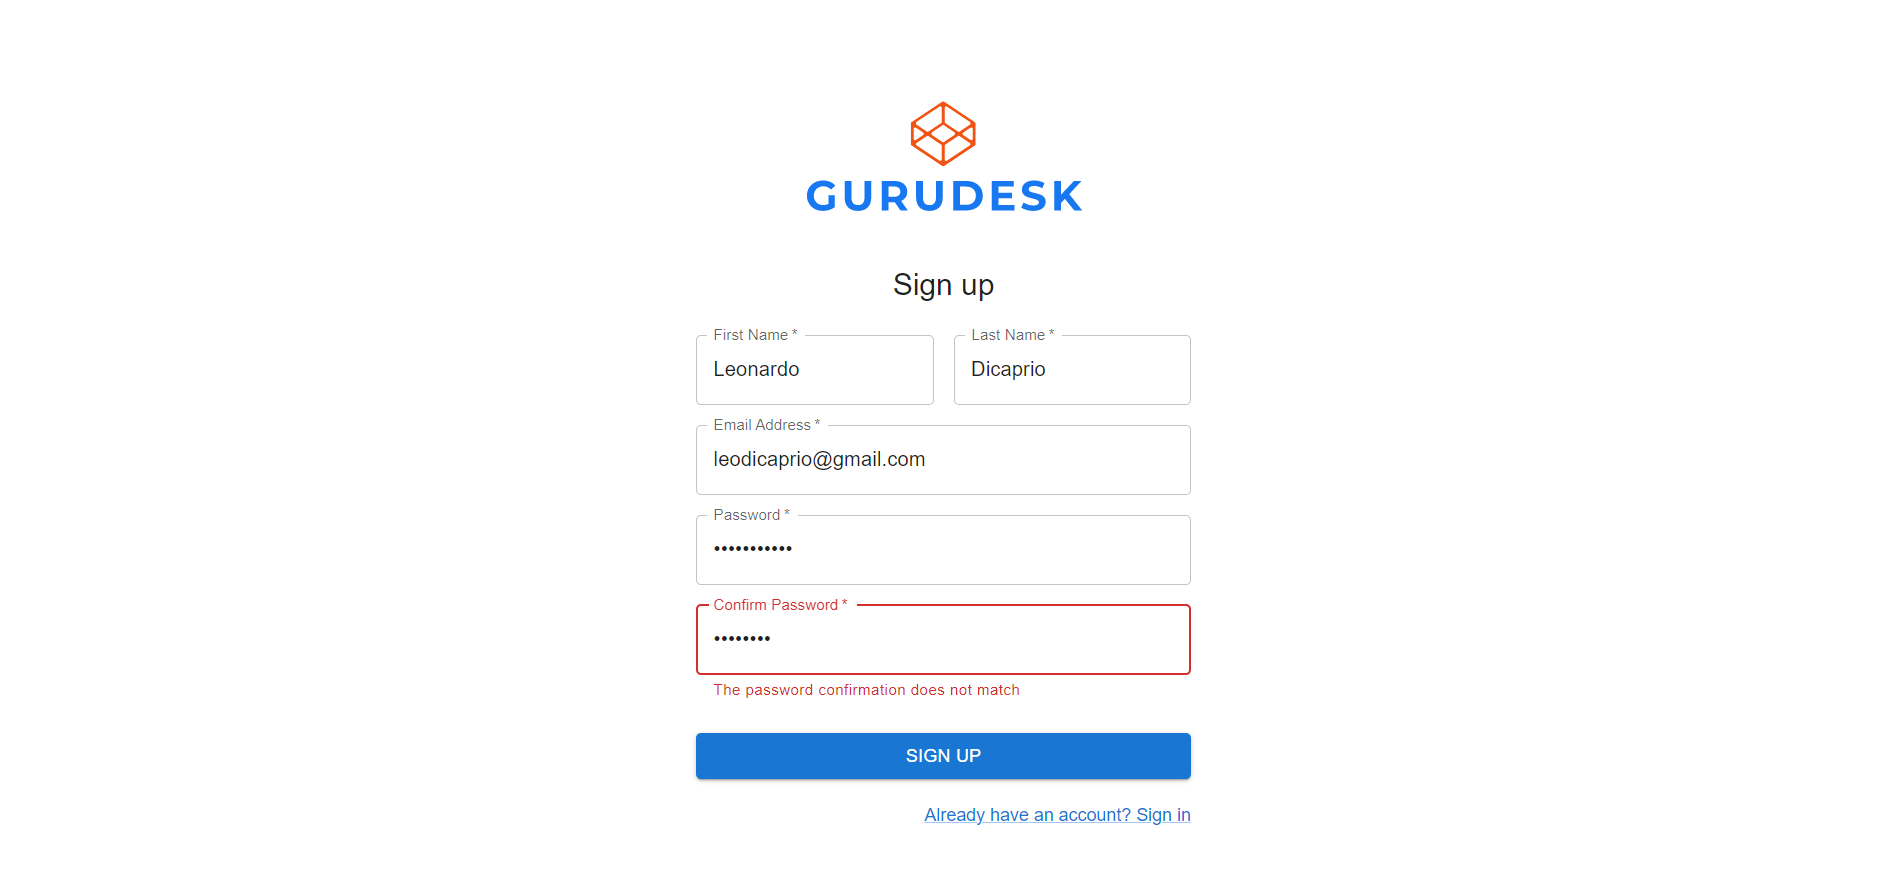 GURUDESK
Sign up
First Name *
Leonardo
Last Name *
Dicaprio
Email Address *
leodicaprio@gmail.com
Password *
•••••••••••
Confirm Password *
••••••••
The password confirmation does not match
SIGN UP
Already have an account? Sign in